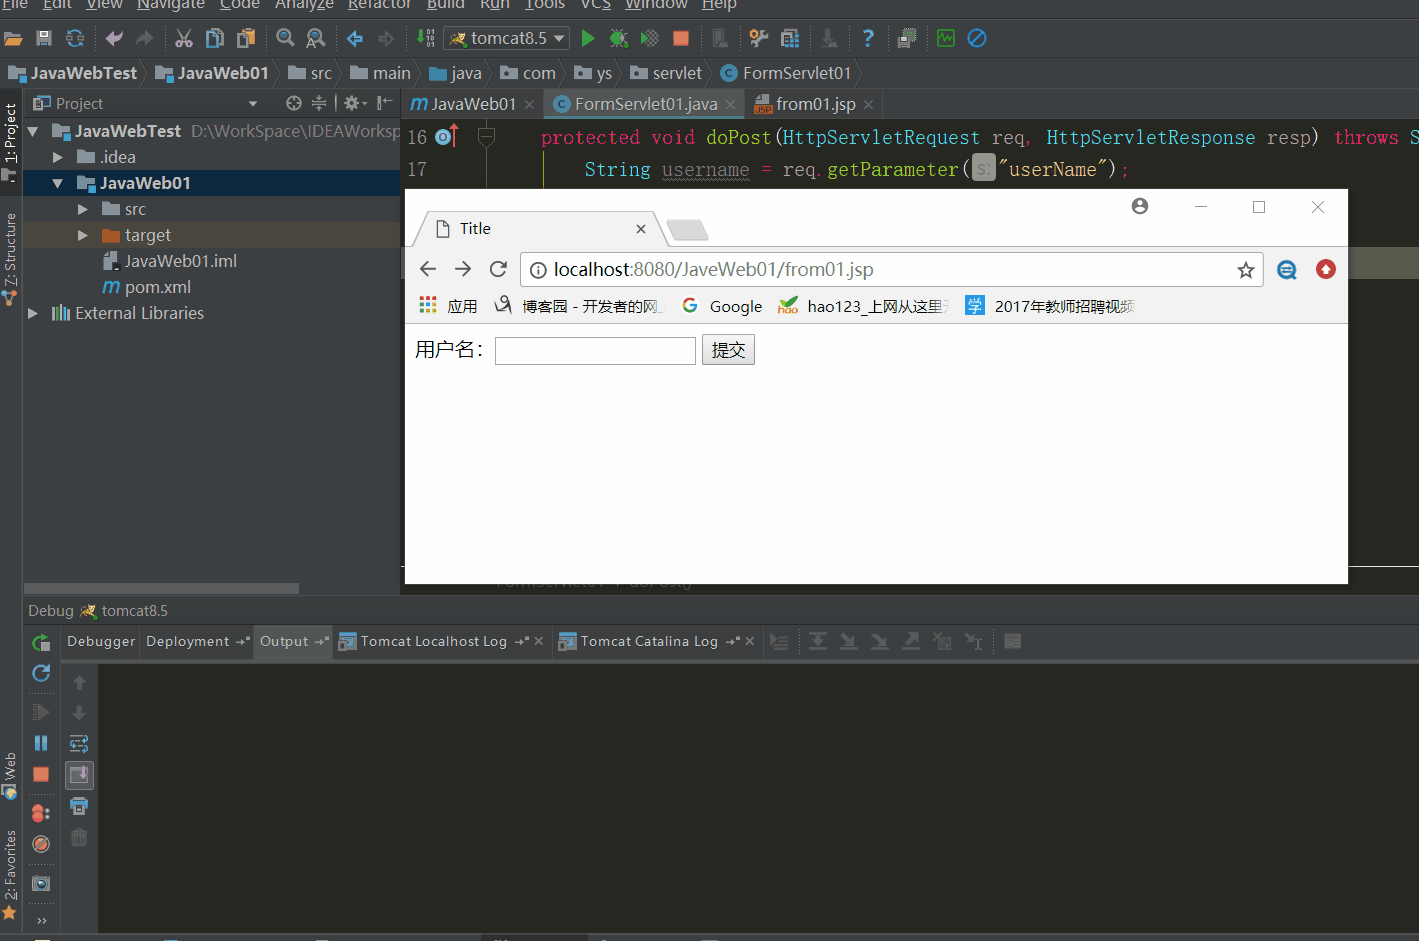 File Edit View Navigate Code Analyze Refactor Build Run Tools VCS Window Help
tomcat8.5
JavaWebTest JavaWeb01 src main java com ys servlet FormServlet01
Project
JavaWeb01 FormServlet01.java from01.jsp
JavaWebTest D:\WorkSpace\IDEAWorksp
.idea
JavaWeb01
src
target
JavaWeb01.iml
pom.xml
External Libraries
1: Project
Z: Structure
Web
2: Favorites
16 protected void doPost(HttpServletRequest req, HttpServletResponse resp) throws S
17 String username = req.getParameter(s: "userName");
Title
localhost:8080/JaveWeb01/from01.jsp
应用 博客园 - 开发者的网 Google hao123_上网从这里 2017年教师招聘视频
用户名： 提交
Debug tomcat8.5
Debugger Deployment Output Tomcat Localhost Log Tomcat Catalina Log